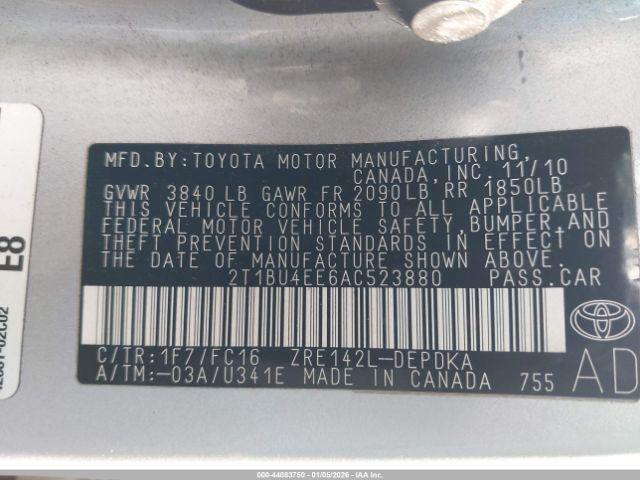 MFD.BY:TOYOTA MOTOR MANUFACTURING,
CANADA, INC. 11/10
GVWR 3840LB GAWR FR 2090LB,RR 1850LB
THIS VEHICLE CONFORMS TO ALL APPLICABLE
FEDERAL MOTOR VEHICLE SAFETY,BUMPER,AND
THEFT PREVENTION STANDARDS IN EFFECT ON
THE DATE OF MANUFACTURE SHOWN ABOVE.
2T1BU4EE6AC523880 PASS.CAR
C/TR:1F7/FC16 ZRE142L-DEPDKA
A/TM:-03A/U341E MADE IN CANADA 755
AD
E8
000-44083750 - 01/05/2026 - IAA Inc.